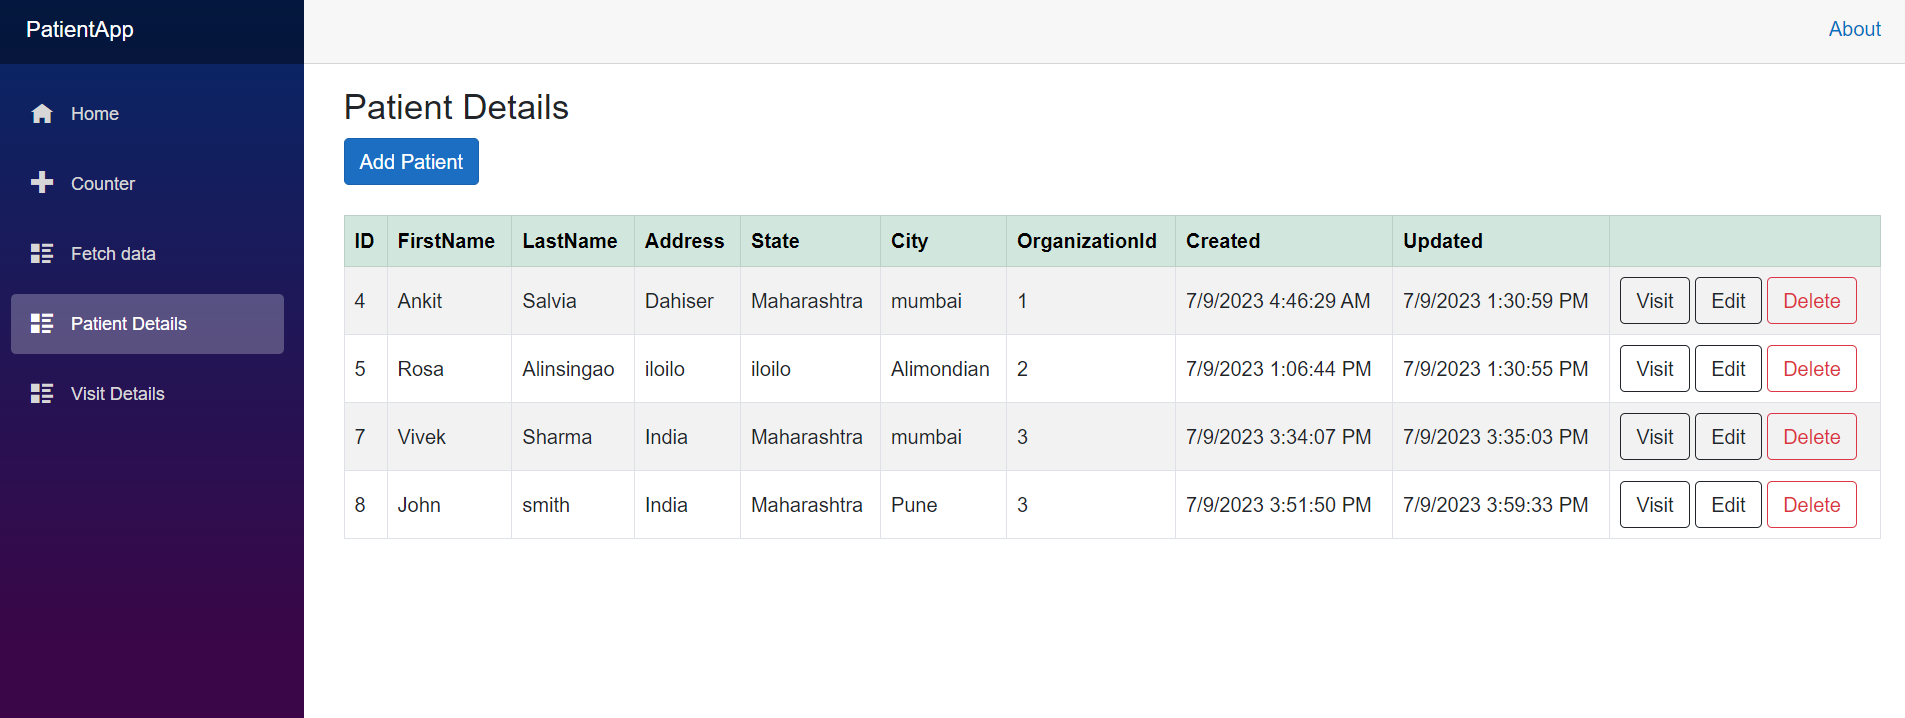 PatientApp
About
Home
Counter
Fetch data
Patient Details
Visit Details
Patient Details
Add Patient
ID FirstName LastName Address State City OrganizationId Created Updated
4 Ankit Salvia Dahiser Maharashtra mumbai 1 7/9/2023 4:46:29 AM 7/9/2023 1:30:59 PM Visit Edit Delete
5 Rosa Alinsingao iloilo iloilo Alimondian 2 7/9/2023 1:06:44 PM 7/9/2023 1:30:55 PM Visit Edit Delete
7 Vivek Sharma India Maharashtra mumbai 3 7/9/2023 3:34:07 PM 7/9/2023 3:35:03 PM Visit Edit Delete
8 John smith India Maharashtra Pune 3 7/9/2023 3:51:50 PM 7/9/2023 3:59:33 PM Visit Edit Delete